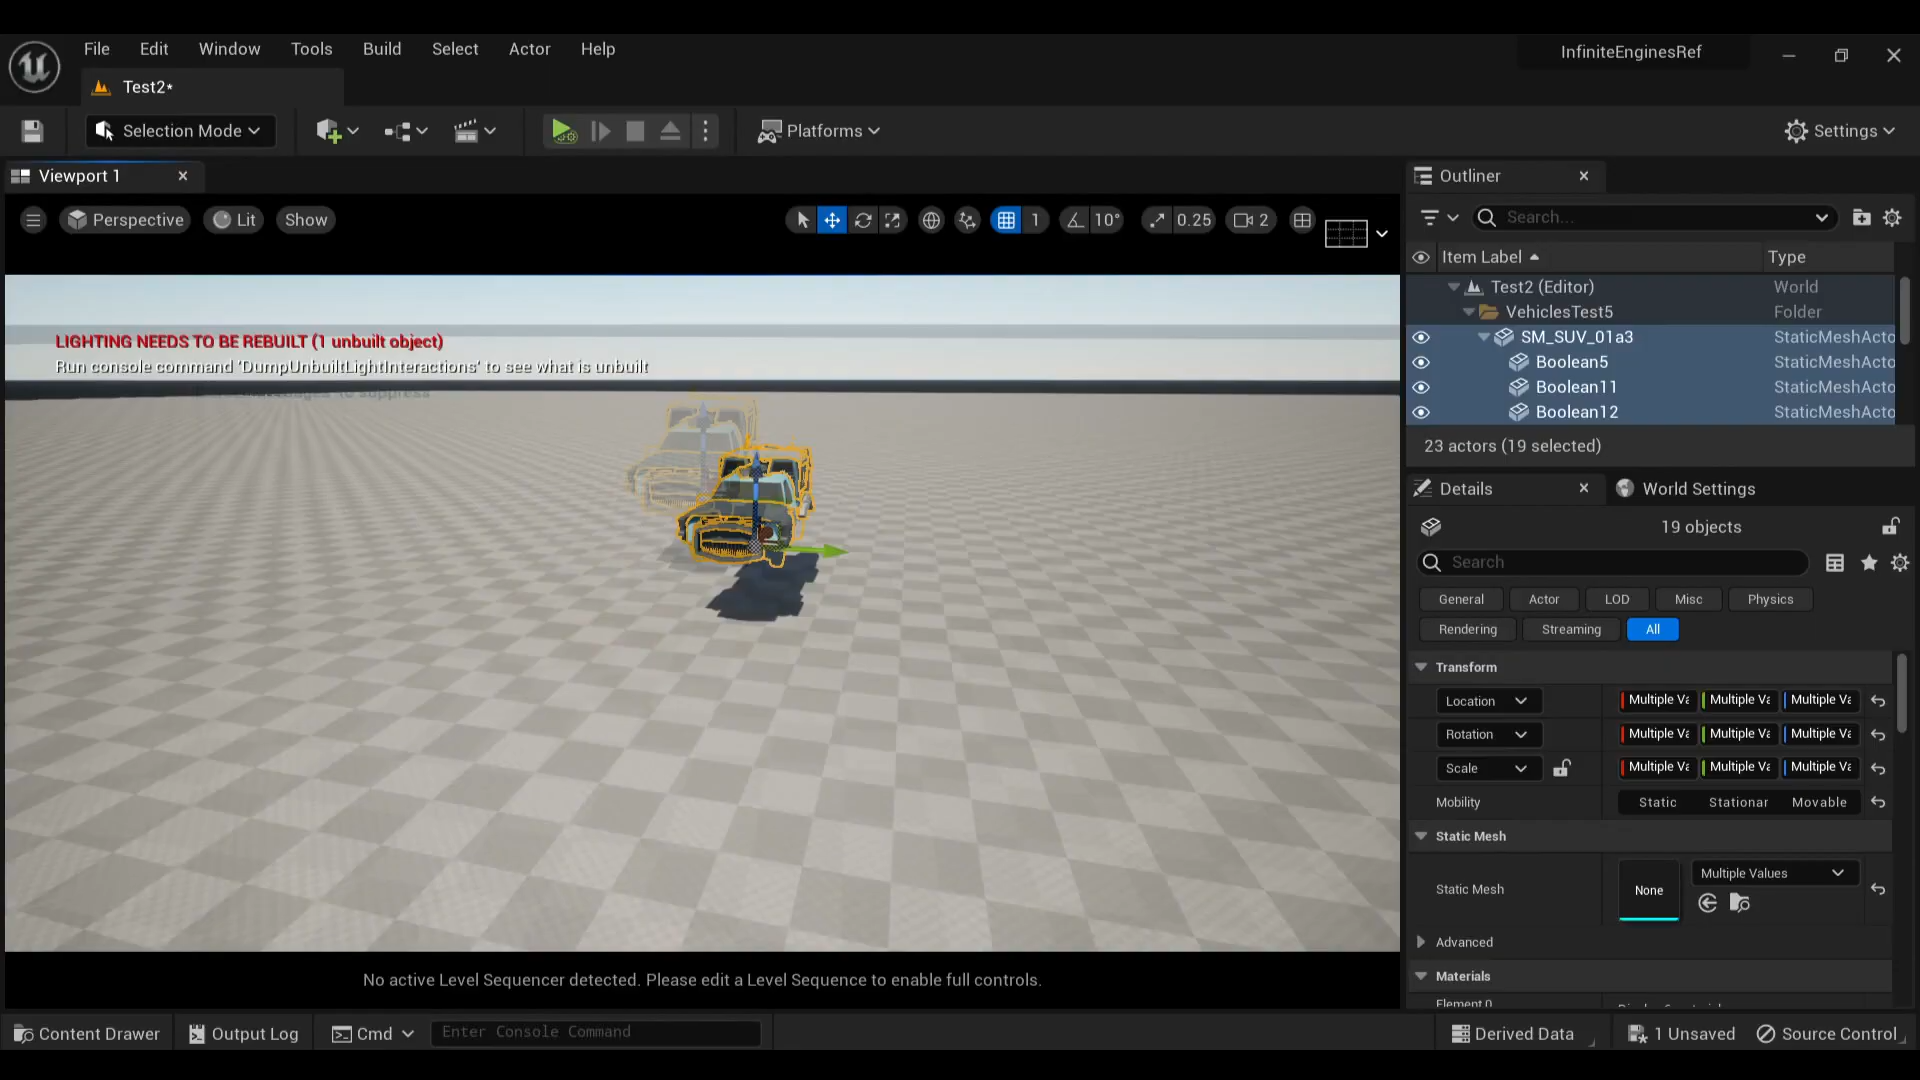 File Edit Window Tools Build Select Actor Help
InfiniteEnginesRef
Test2*
Selection Mode
Platforms
Settings
Viewport 1
Perspective
Lit
Show
1
10°
0.25
2
LIGHTING NEEDS TO BE REBUILT (1 unbuilt object)
Run console command 'DumpUnbuiltLightInteractions' to see what is unbuilt
to suppress
No active Level Sequencer detected. Please edit a Level Sequence to enable full controls.
Outliner
Search...
Item Label
Type
Test2 (Editor)
World
VehiclesTest5
Folder
SM_SUV_01a3
StaticMeshActo
Boolean5
StaticMeshActo
Boolean11
StaticMeshActo
Boolean12
StaticMeshActo
23 actors (19 selected)
Details
World Settings
19 objects
Search
General
Actor
LOD
Misc
Physics
Rendering
Streaming
All
Transform
Location
Multiple Va
Multiple Va
Multiple Va
Rotation
Multiple Va
Multiple Va
Multiple Va
Scale
Multiple Va
Multiple Va
Multiple Va
Mobility
Static
Stationar
Movable
Static Mesh
Static Mesh
None
Multiple Values
Advanced
Materials
Element 0
Content Drawer
Output Log
Cmd
Enter Console Command
Derived Data
1 Unsaved
Source Control